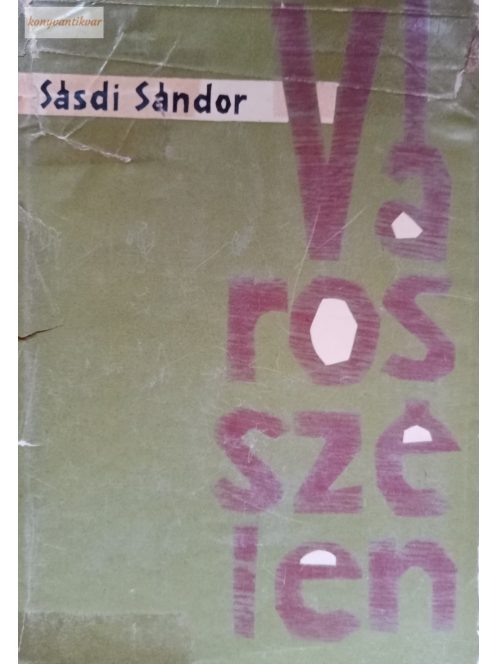 konyvantikvar
Sásdi Sándor
Vá
ros
szé
len